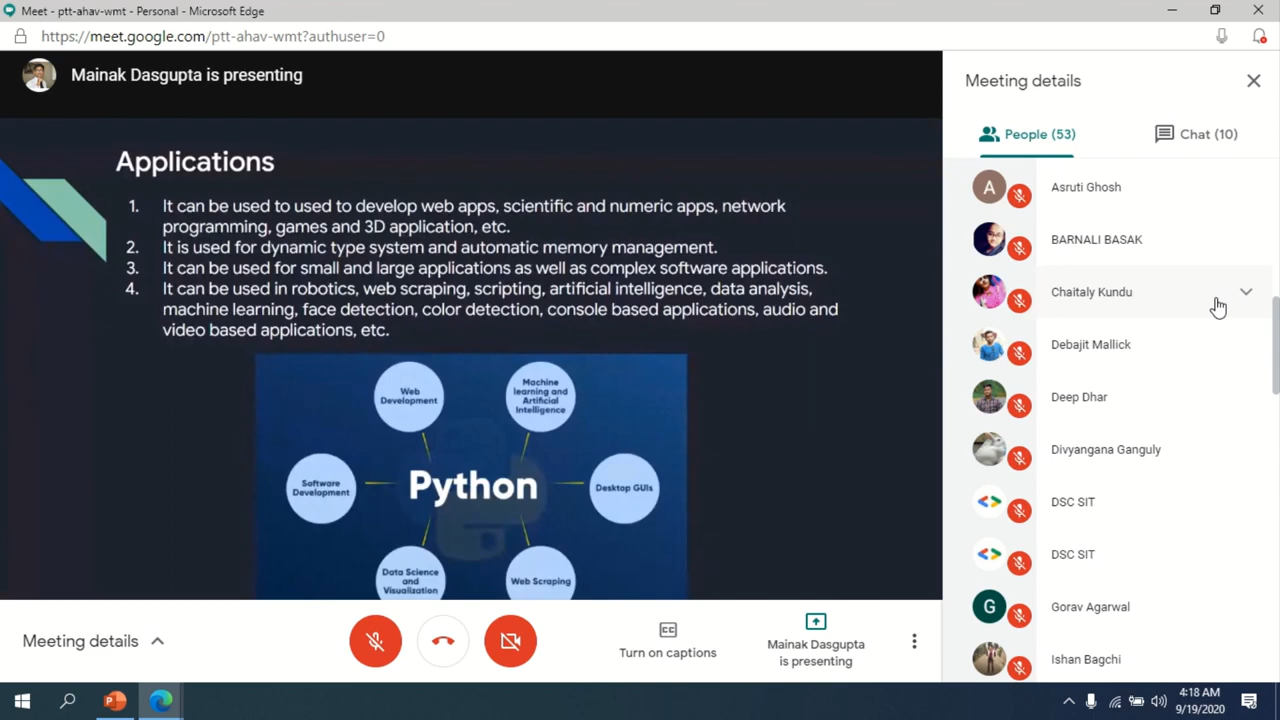 Meet - ptt-ahav-wmt - Personal - Microsoft Edge
https://meet.google.com/ptt-ahav-wmt?authuser=0
Mainak Dasgupta is presenting
Applications
1. It can be used to used to develop web apps, scientific and numeric apps, network
programming, games and 3D application, etc.
2. It is used for dynamic type system and automatic memory management.
3. It can be used for small and large applications as well as complex software applications.
4. It can be used in robotics, web scraping, scripting, artificial intelligence, data analysis,
machine learning, face detection, color detection, console based applications, audio and
video based applications, etc.
Web
Development
Machine
learning and
Artificial
Intelligence
Software
Development
Python
Desktop GUIs
Data Science
and
Visualization
Web Scraping
Meeting details
People (53)
Chat (10)
A
Asruti Ghosh
BARNALI BASAK
Chaitaly Kundu
Debajit Mallick
Deep Dhar
Divyangana Ganguly
DSC SIT
DSC SIT
G
Gorav Agarwal
Ishan Bagchi
Meeting details
CC
Turn on captions
Mainak Dasgupta
is presenting
4:18 AM
9/19/2020